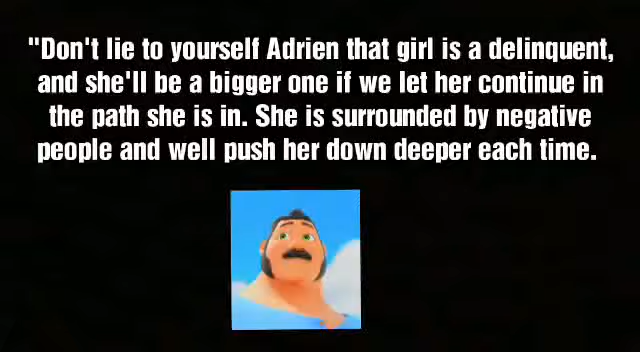 "Don't lie to yourself Adrien that girl is a delinquent,
and she'll be a bigger one if we let her continue in
the path she is in. She is surrounded by negative
people and well push her down deeper each time.